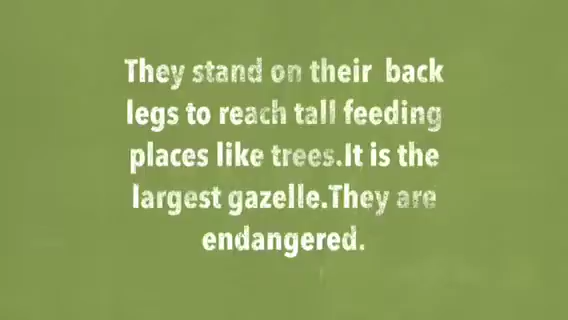 They stand on their  back
legs to reach tall feeding
places like trees.It is the
largest gazelle.They are
endangered.